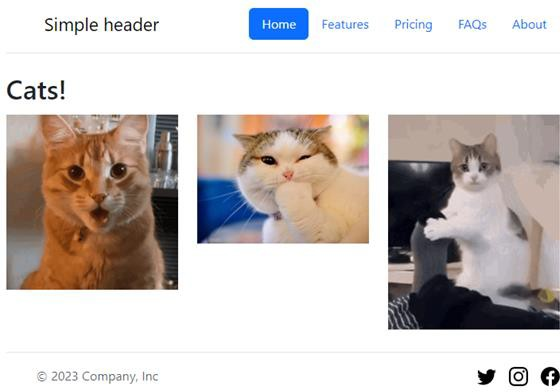 Simple header Home Features Pricing FAQs About
Cats!
© 2023 Company, Inc